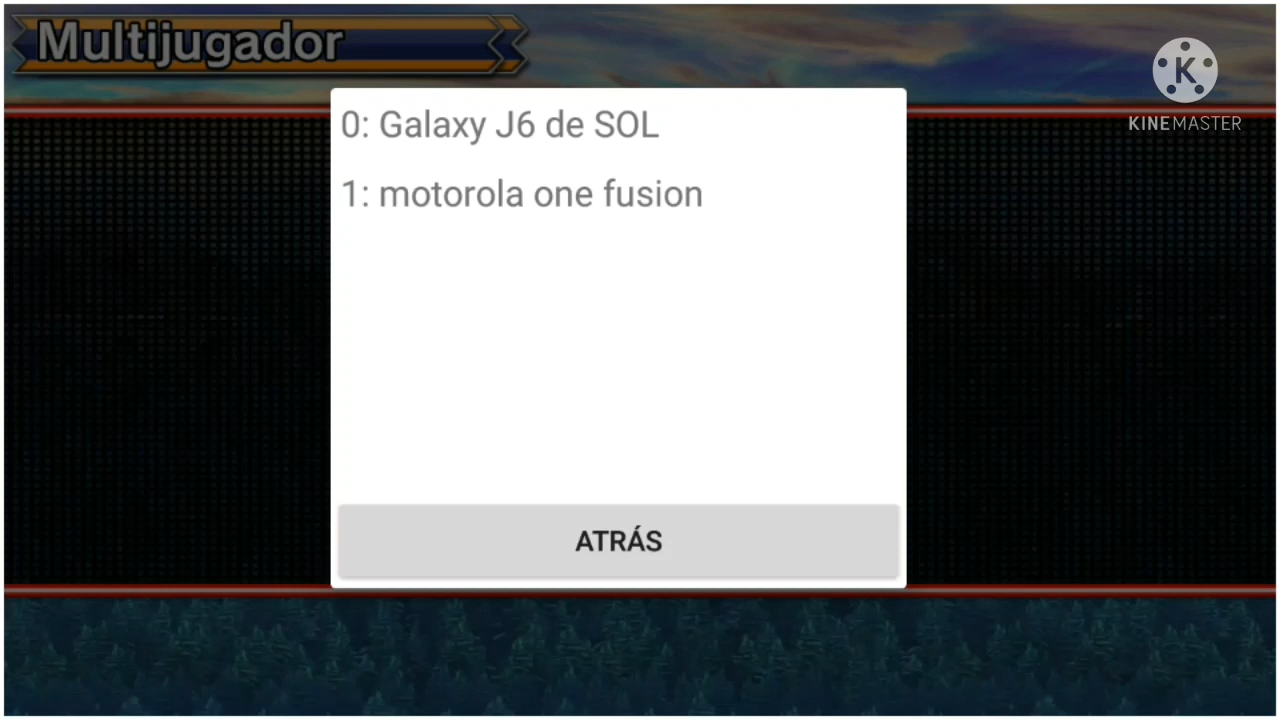 Multijugador
K
KINEMASTER
0: Galaxy J6 de SOL
1: motorola one fusion
ATRÁS